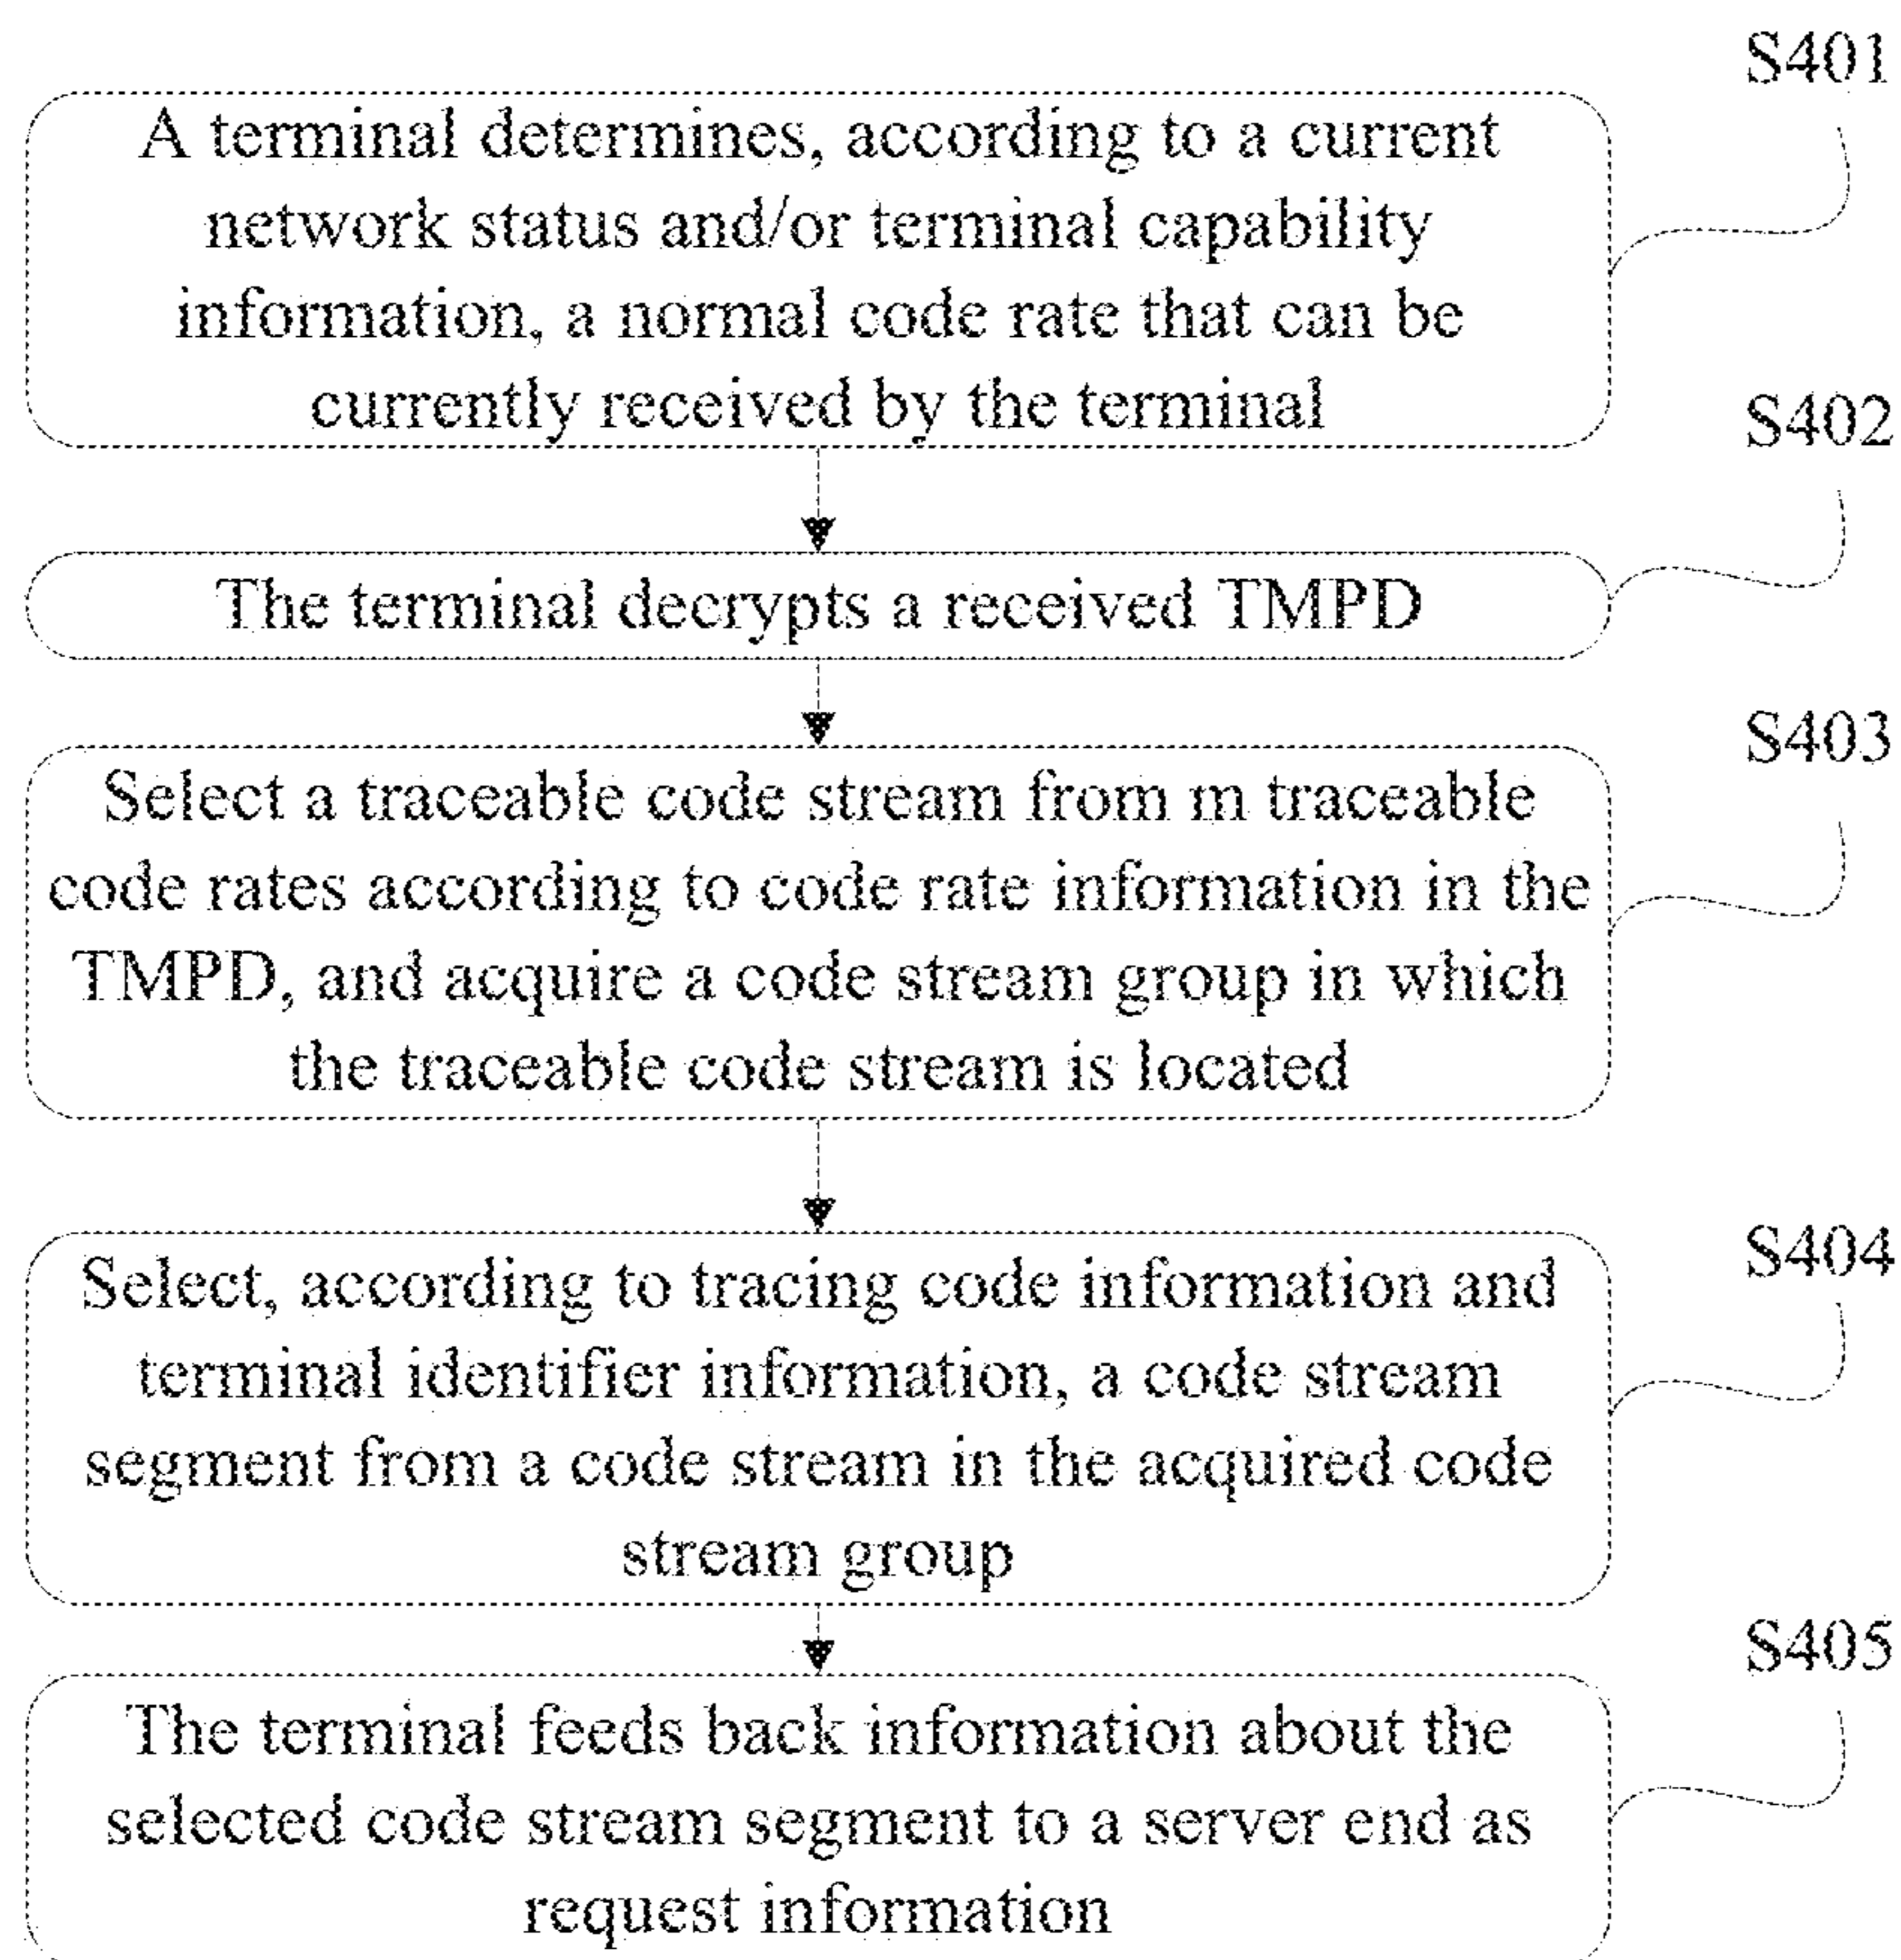 S401
A terminal determines, according to a current
network status and/or terminal capability
information, a normal code rate that can be
currently received by the terminal
S402
The terminal decrypts a received TMPD
S403
Select a traceable code stream from m traceable
code rates according to code rate information in the
TMPD, and acquire a code stream group in which
the traceable code stream is located
S404
Select, according to tracing code information and
terminal identifier information, a code stream
segment from a code stream in the acquired code
stream group
S405
The terminal feeds back information about the
selected code stream segment to a server end as
request information